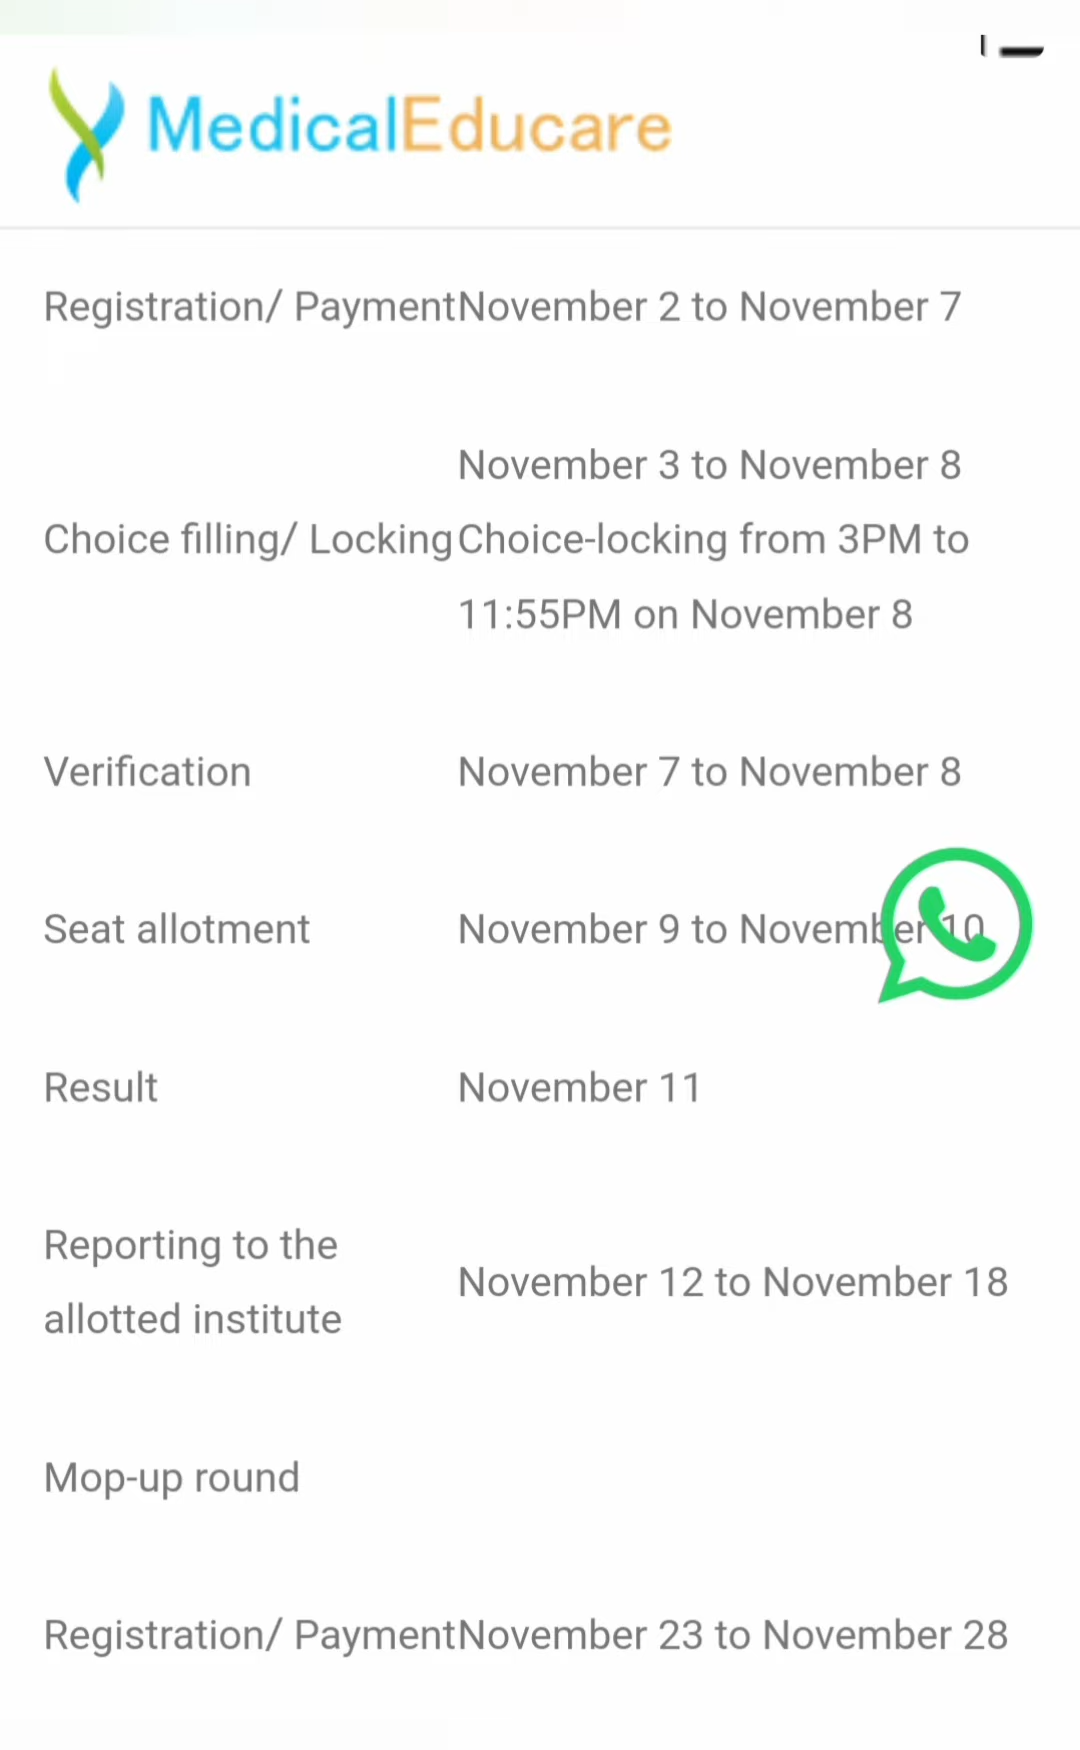 MedicalEducare
Registration/ Payment November 2 to November 7
November 3 to November 8
Choice filling/ Locking Choice-locking from 3PM to
11:55PM on November 8
Verification November 7 to November 8
Seat allotment November 9 to November 10
Result November 11
Reporting to the
allotted institute
November 12 to November 18
Mop-up round
Registration/ Payment November 23 to November 28